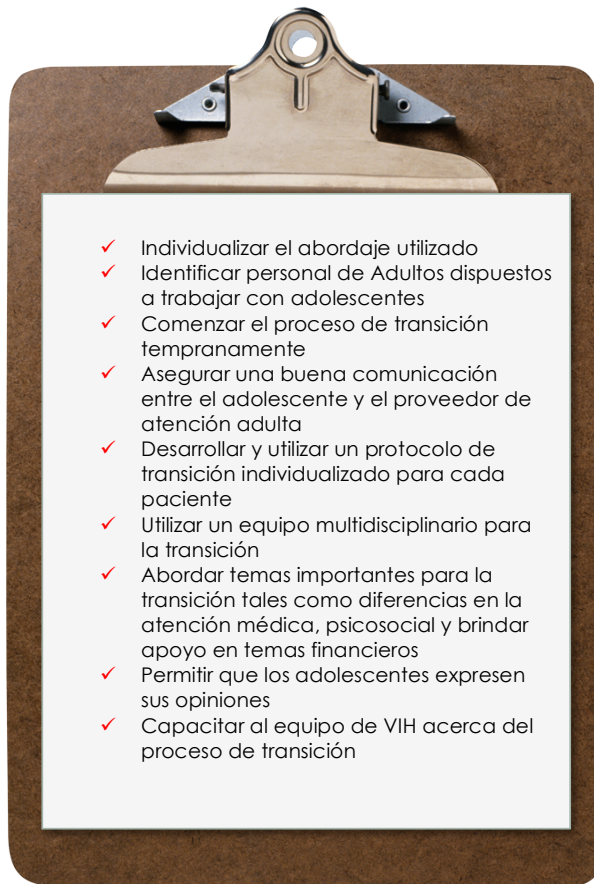 ✓ Individualizar el abordaje utilizado
✓ Identificar personal de Adultos dispuestos
a trabajar con adolescentes
✓ Comenzar el proceso de transición
tempranamente
✓ Asegurar una buena comunicación
entre el adolescente y el proveedor de
atención adulta
✓ Desarrollar y utilizar un protocolo de
transición individualizado para cada
paciente
✓ Utilizar un equipo multidisciplinario para
la transición
✓ Abordar temas importantes para la
transición tales como diferencias en la
atención médica, psicosocial y brindar
apoyo en temas financieros
✓ Permitir que los adolescentes expresen
sus opiniones
✓ Capacitar al equipo de VIH acerca del
proceso de transición